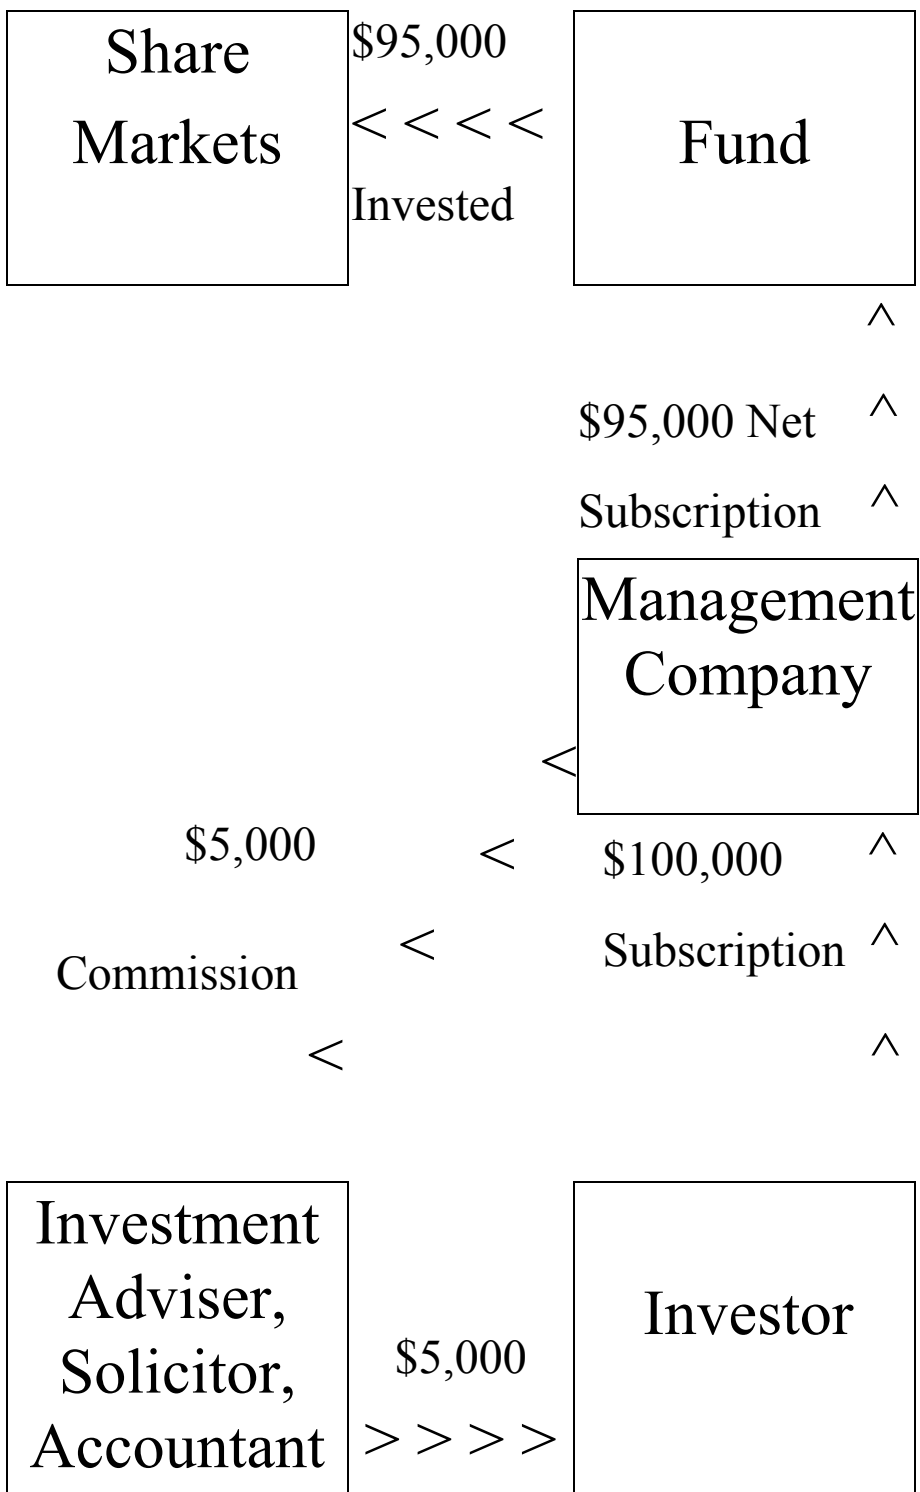 Share
Markets
$95,000
< < < <
Invested
Fund
^
$95,000 Net ^
Subscription ^
Management
Company
<
$5,000
<
$100,000 ^
Commission
<
Subscription ^
<
^
Investment
Adviser,
Solicitor,
Accountant
$5,000
> > > >
Investor